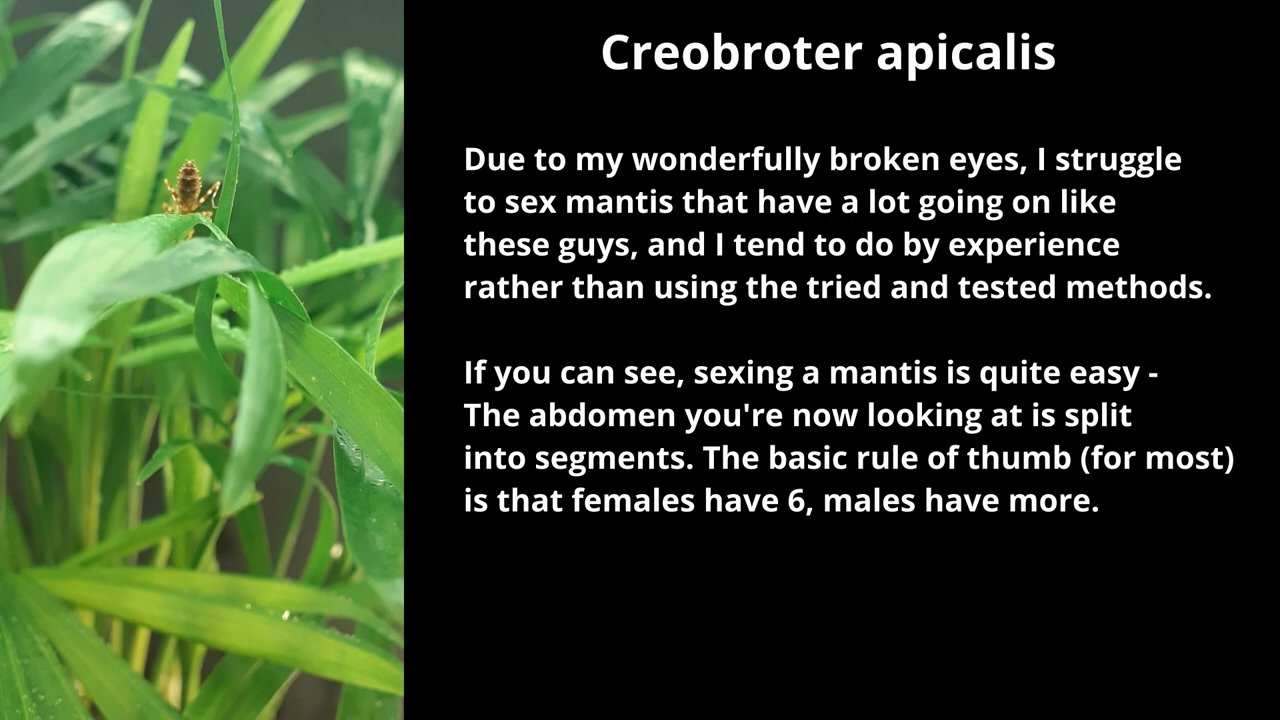 Creobroter apicalis
Due to my wonderfully broken eyes, I struggle
to sex mantis that have a lot going on like
these guys, and I tend to do by experience
rather than using the tried and tested methods.
If you can see, sexing a mantis is quite easy -
The abdomen you're now looking at is split
into segments. The basic rule of thumb (for most)
is that females have 6, males have more.